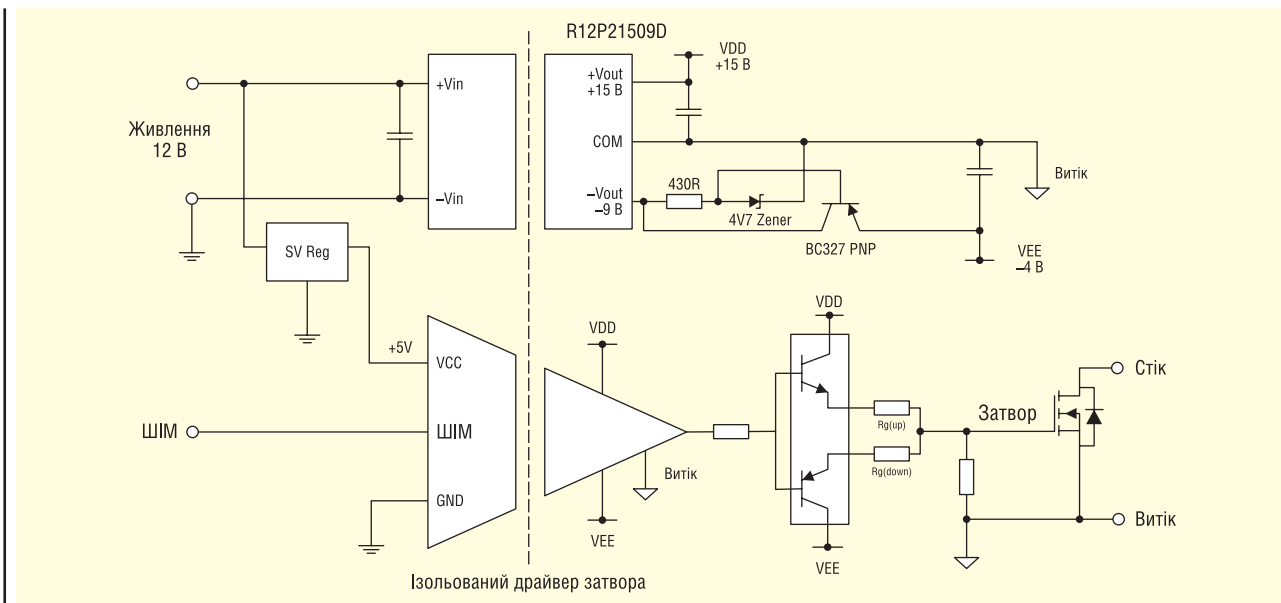 R12P21509D
VDD
+15 В
+Vin
+Vout
+15 В
Живлення
12 В
COM
Витік
–Vin
–Vout
–9 В
430R
4V7 Zener
BC327 PNP
VEE
–4 В
SV Reg
+5V
VCC
VDD
VDD
Стік
ШІМ
ШІМ
Rg(up)
Затвор
Rg(down)
Витік
GND
VEE
VEE
Витік
Ізольований драйвер затвора